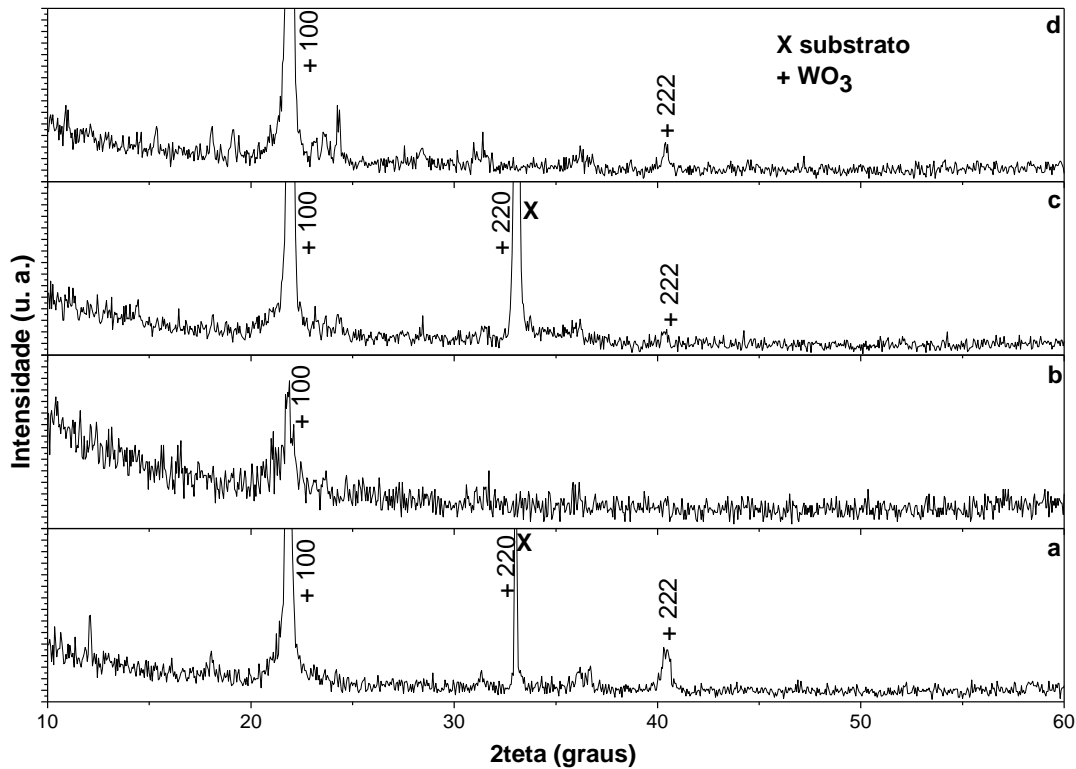 d
X substrato
+ WO3
+ 100
+ 222
c
+ 100
+ 220
X
+ 222
b
+ 100
a
+ 100
+ 220
X
+ 222
Intensidade (u. a.)
10 20 30 40 50 60
2teta (graus)